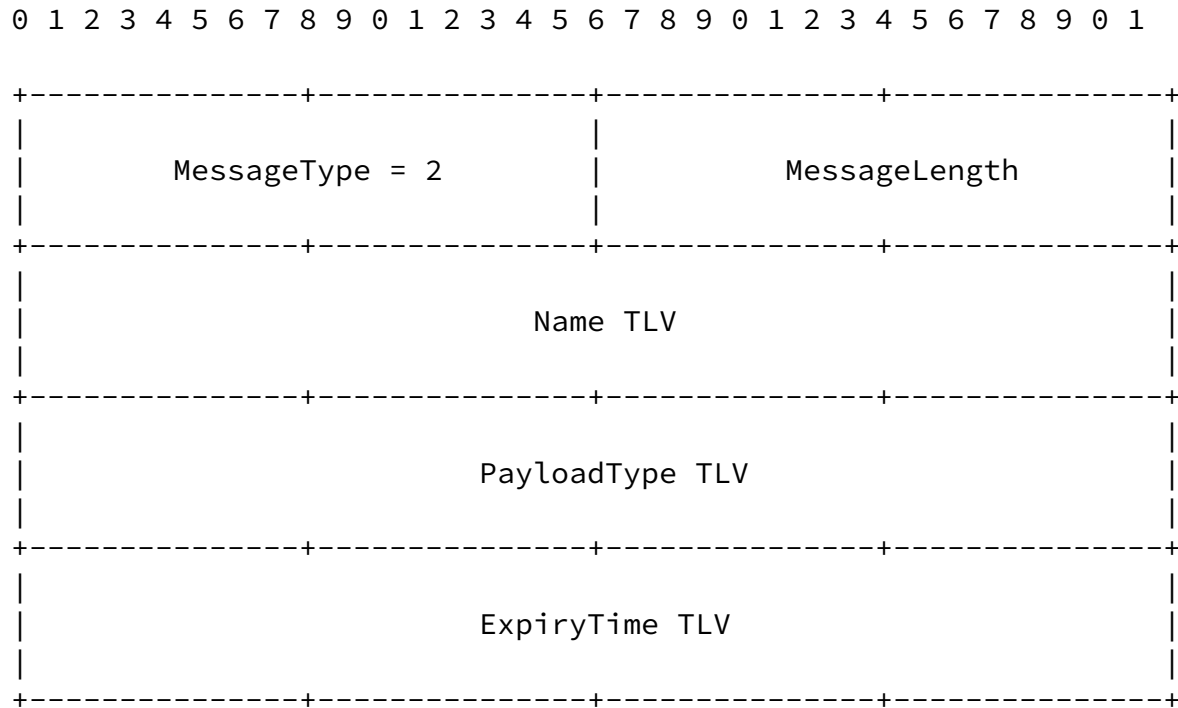 0 1 2 3 4 5 6 7 8 9 0 1 2 3 4 5 6 7 8 9 0 1 2 3 4 5 6 7 8 9 0 1
MessageType = 2 MessageLength
Name TLV
PayloadType TLV
ExpiryTime TLV